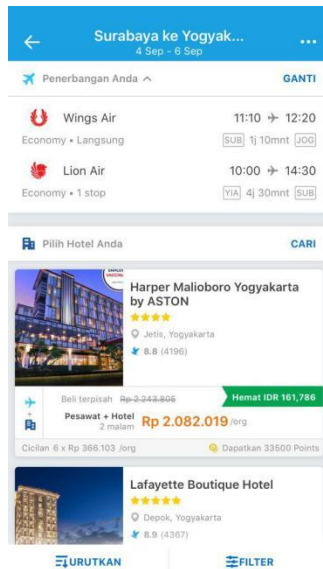 Surabaya ke Yogyak...
4 Sep - 6 Sep
Penerbangan Anda
GANTI
Wings Air
11:10 12:20
Economy • Langsung
SUB 1j 10mnt JOG
Lion Air
10:00 14:30
Economy • 1 stop
YIA 4j 30mnt SUB
Pilih Hotel Anda
CARI
Harper Malioboro Yogyakarta
by ASTON
Jetis, Yogyakarta
8.8 (4196)
Beli terpisah Rp 2.243.805
Hemat IDR 161,786
+
Pesawat + Hotel
2 malam
Rp 2.082.019 /org
Cicilan 6 x Rp 366.103 /org
Dapatkan 33500 Points
Lafayette Boutique Hotel
Depok, Yogyakarta
8.9 (4367)
URUTKAN
FILTER